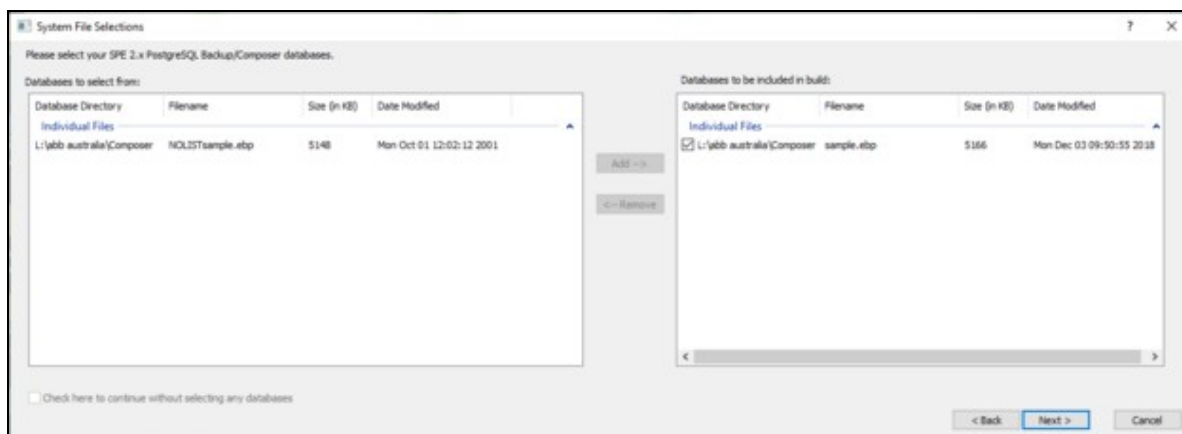 System File Selections
Please select your SPE 2.x PostgreSQL Backup/Composer databases.
Databases to select from:
Database Directory Filename Size (in KB) Date Modified
Individual Files
L:\abb australia\Composer NOLISTsample.ebp 5148 Mon Oct 01 12:02:12 2001
Add -->
<-- Remove
Databases to be included in build:
Database Directory Filename Size (in KB) Date Modified
Individual Files
L:\abb australia\Composer sample.ebp 5166 Mon Dec 03 09:50:55 2018
Check here to continue without selecting any databases
< Back Next > Cancel